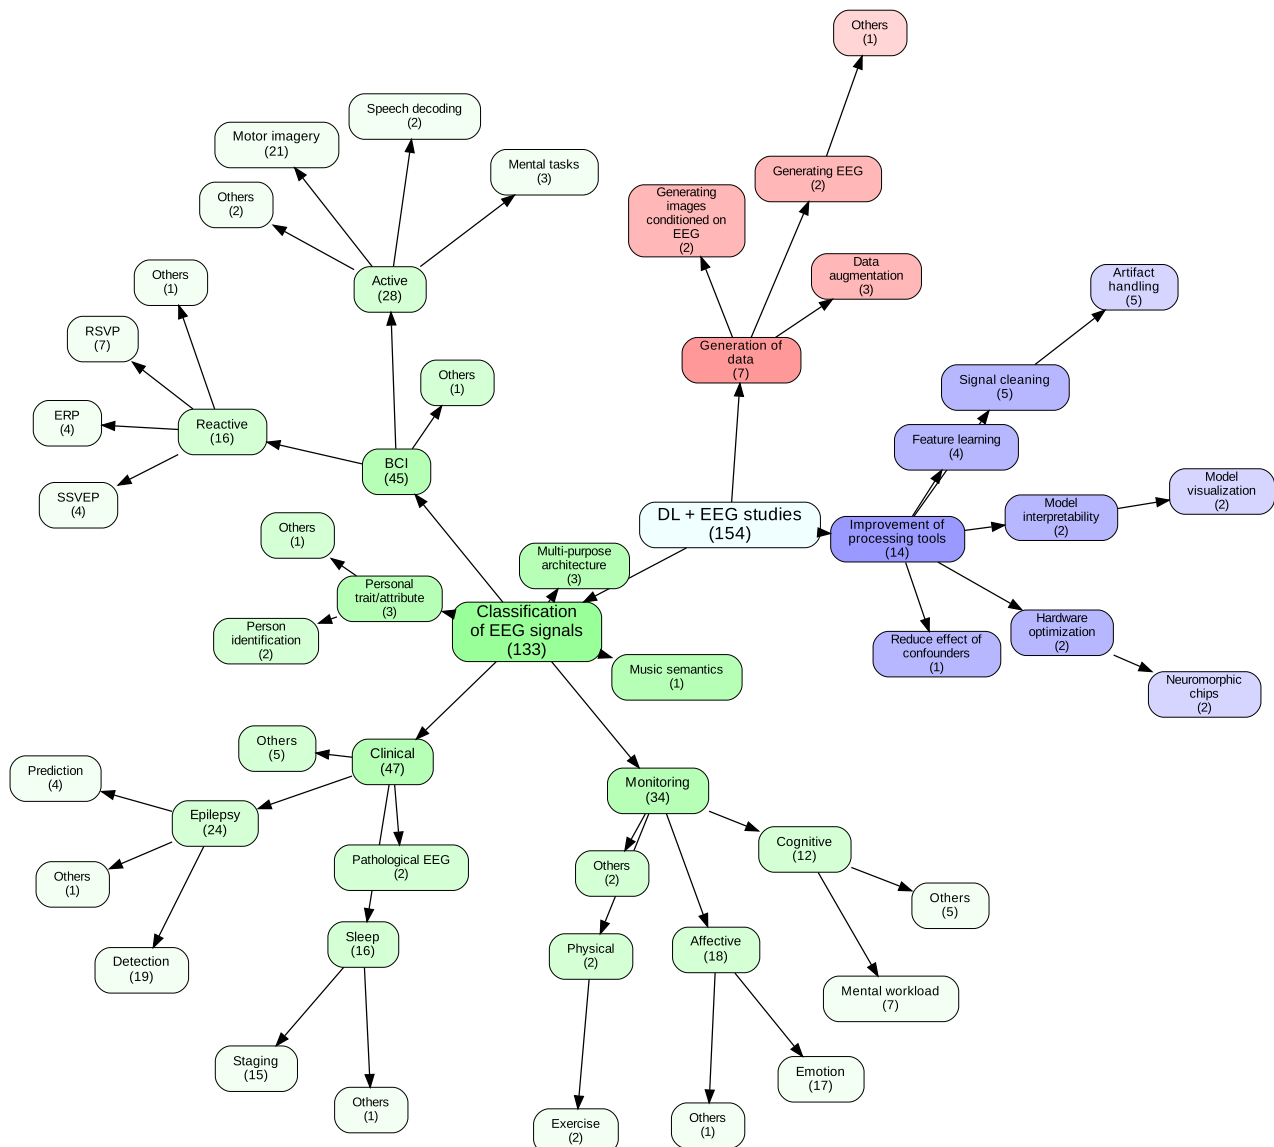 Others
(1)
Speech decoding
(2)
Motor imagery
(21)
Mental tasks
(3)
Others
(2)
Generating EEG
(2)
Generating
images
conditioned on
EEG
(2)
Data
augmentation
(3)
Active
(28)
Others
(1)
Artifact
handling
(5)
RSVP
(7)
Generation of
data
(7)
Others
(1)
Signal cleaning
(5)
ERP
(4)
Reactive
(16)
Feature learning
(4)
BCI
(45)
SSVEP
(4)
Model
visualization
(2)
Model
interpretability
(2)
DL + EEG studies
(154)
Improvement of
processing tools
(14)
Others
(1)
Multi-purpose
architecture
(3)
Personal
trait/attribute
(3)
Classification
of EEG signals
(133)
Person
identification
(2)
Hardware
optimization
(2)
Reduce effect of
confounders
(1)
Music semantics
(1)
Neuromorphic
chips
(2)
Others
(5)
Clinical
(47)
Prediction
(4)
Monitoring
(34)
Epilepsy
(24)
Cognitive
(12)
Pathological EEG
(2)
Others
(2)
Others
(1)
Others
(5)
Sleep
(16)
Physical
(2)
Affective
(18)
Detection
(19)
Mental workload
(7)
Staging
(15)
Emotion
(17)
Others
(1)
Exercise
(2)
Others
(1)